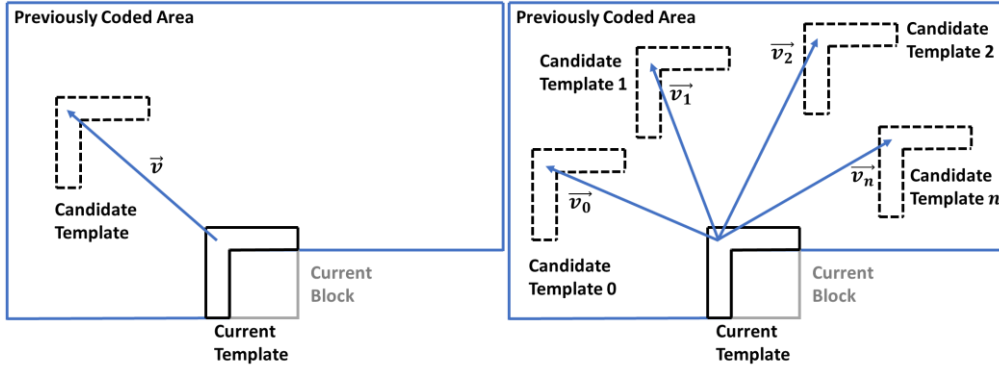 Previously Coded Area
v
Candidate
Template
Current
Block
Current
Template
Previously Coded Area
Candidate
Template 1
v1
v2
Candidate
Template 2
v0
vn
Candidate
Template n
Candidate
Template 0
Current
Block
Current
Template